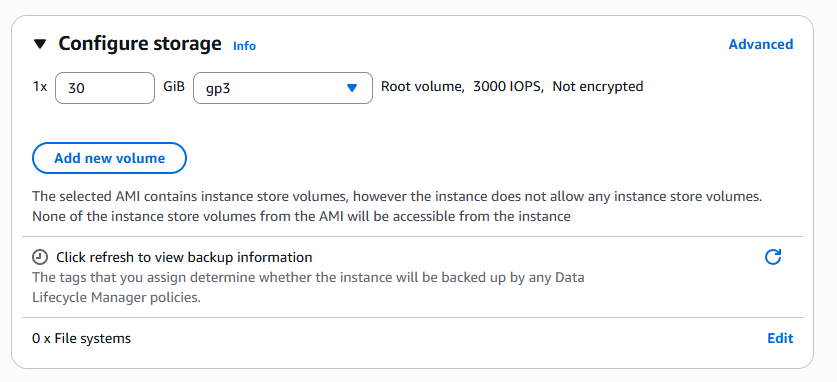 Configure storage Info Advanced
1x 30 GiB gp3 Root volume, 3000 IOPS, Not encrypted
Add new volume
The selected AMI contains instance store volumes, however the instance does not allow any instance store volumes.
None of the instance store volumes from the AMI will be accessible from the instance
Click refresh to view backup information
The tags that you assign determine whether the instance will be backed up by any Data
Lifecycle Manager policies.
0 x File systems Edit